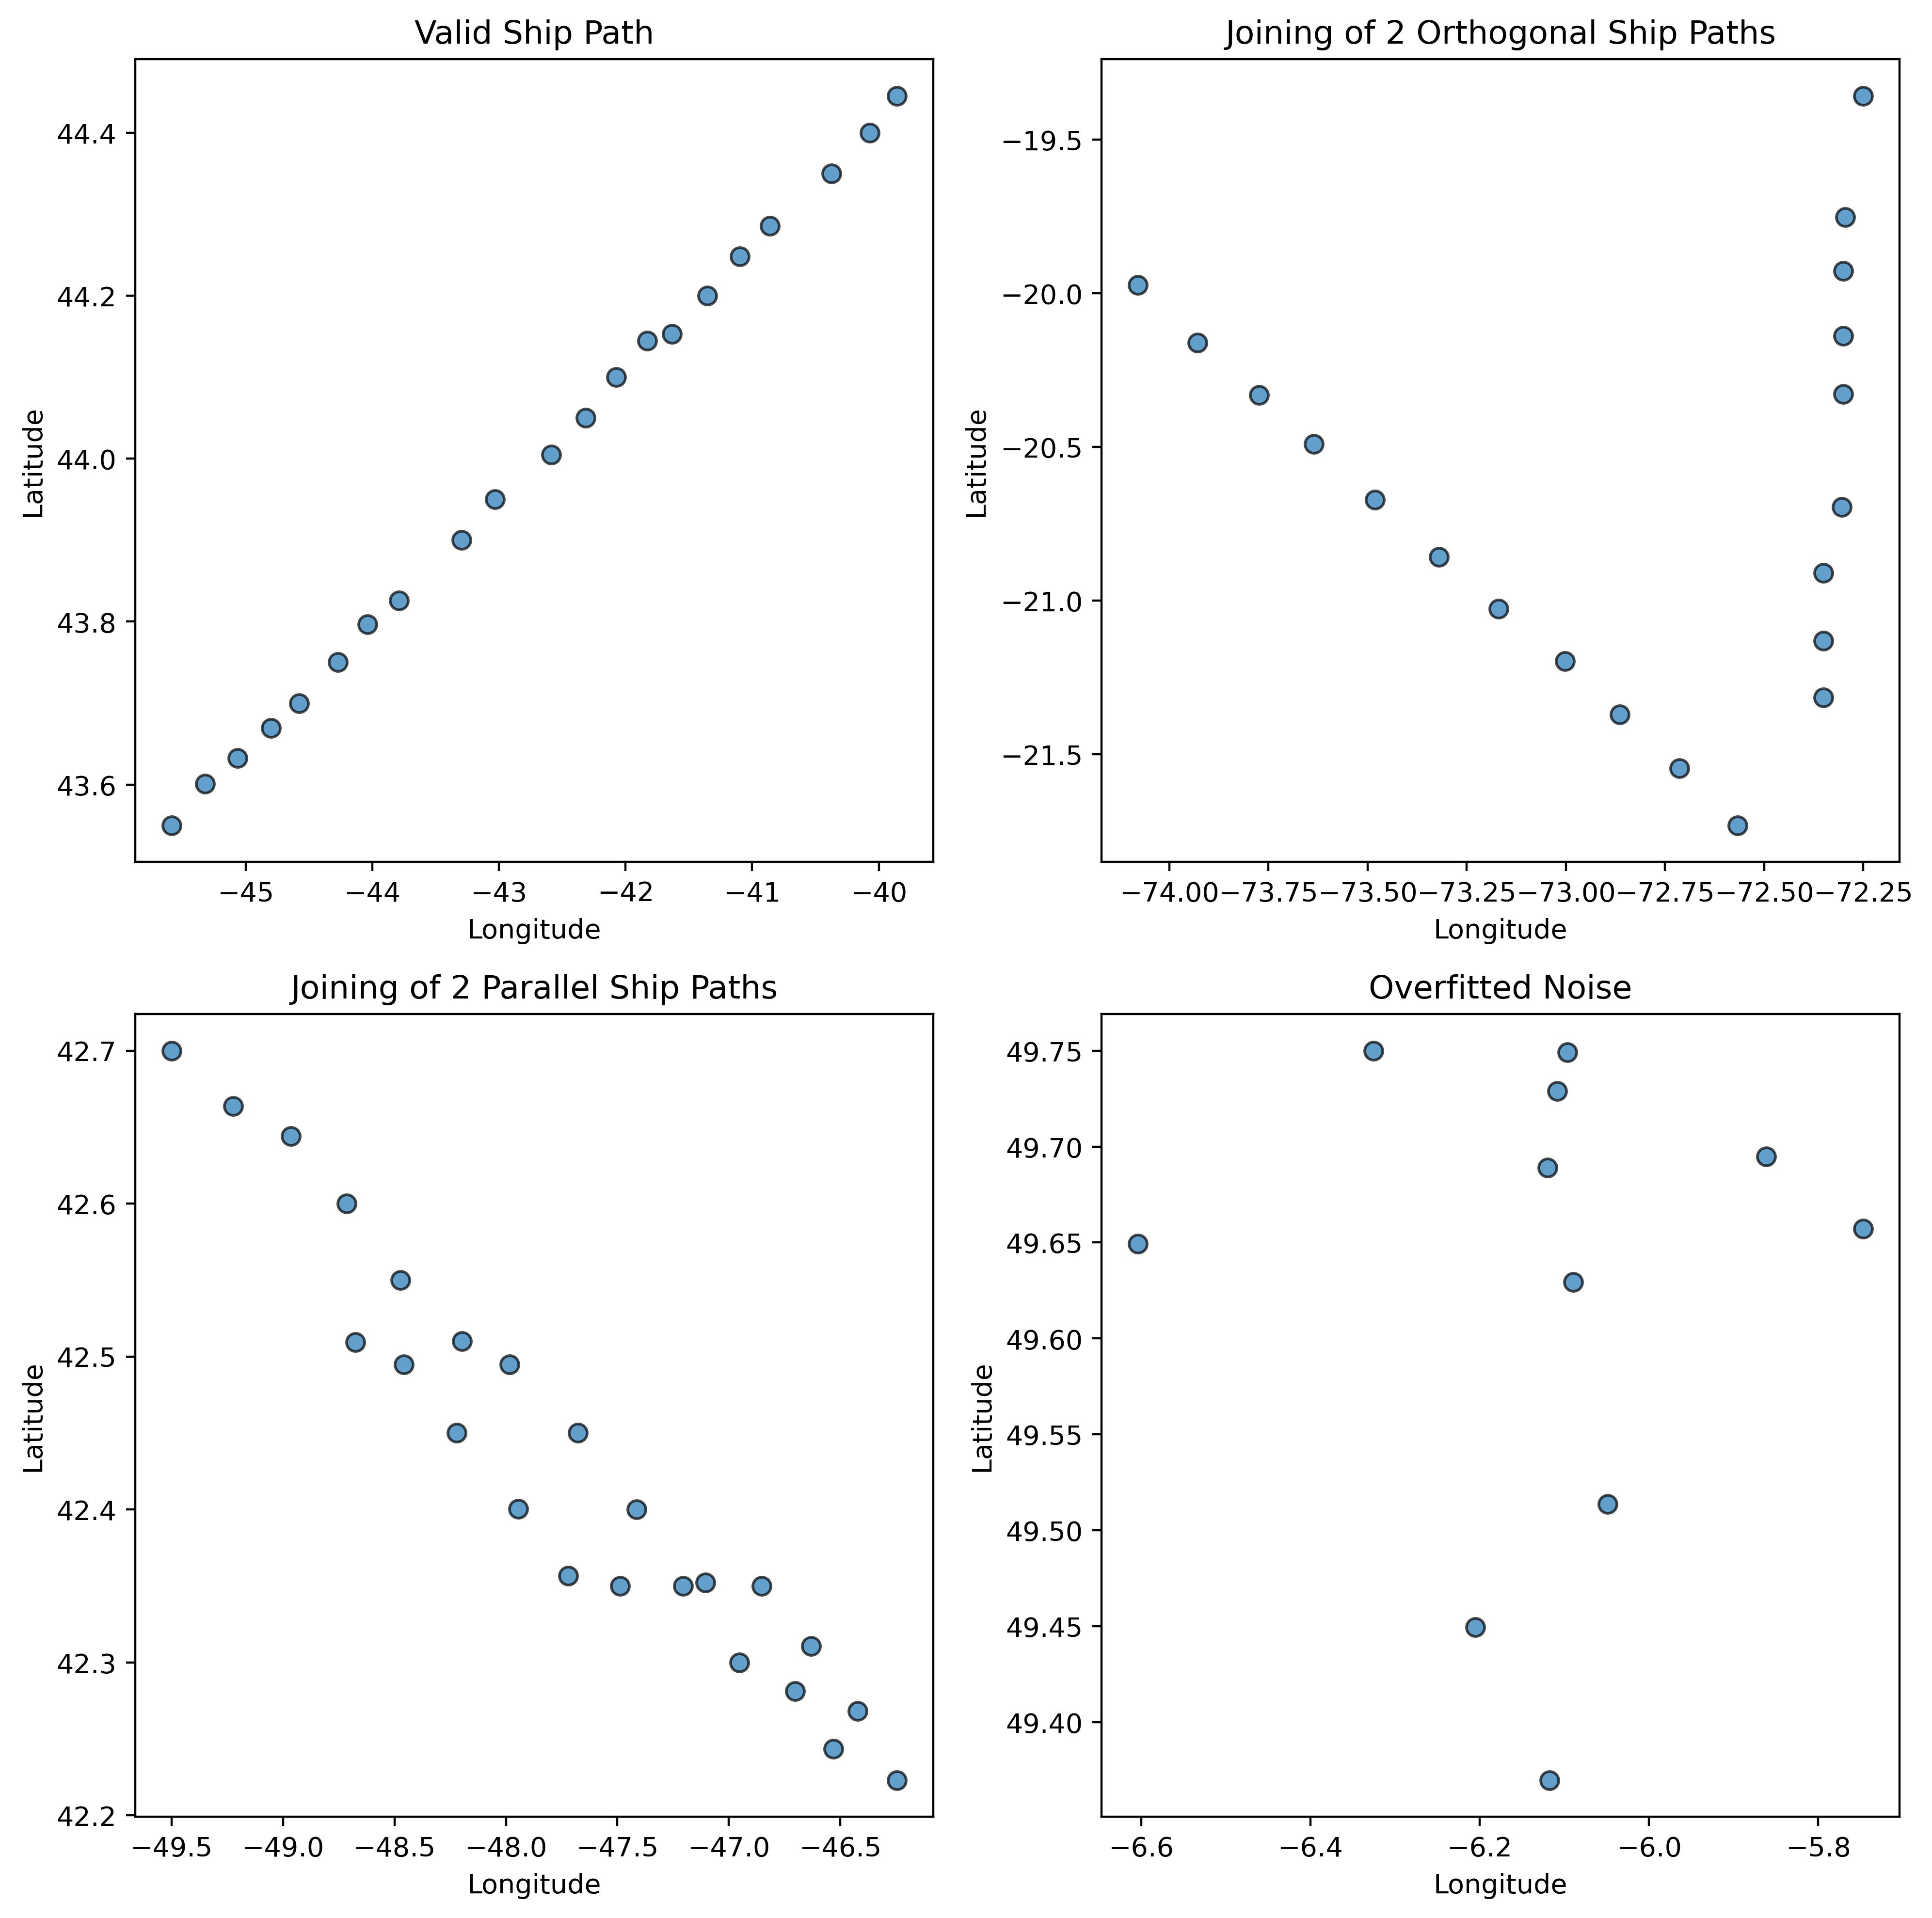 Valid Ship Path
Latitude
44.4
44.2
44.0
43.8
43.6
−45 −44 −43 −42 −41 −40
Longitude
Joining of 2 Orthogonal Ship Paths
Latitude
−19.5
−20.0
−20.5
−21.0
−21.5
−74.00 −73.75 −73.50 −73.25 −73.00 −72.75 −72.50 −72.25
Longitude
Joining of 2 Parallel Ship Paths
Latitude
42.7
42.6
42.5
42.4
42.3
42.2
−49.5 −49.0 −48.5 −48.0 −47.5 −47.0 −46.5
Longitude
Overfitted Noise
Latitude
49.75
49.70
49.65
49.60
49.55
49.50
49.45
49.40
−6.6 −6.4 −6.2 −6.0 −5.8
Longitude